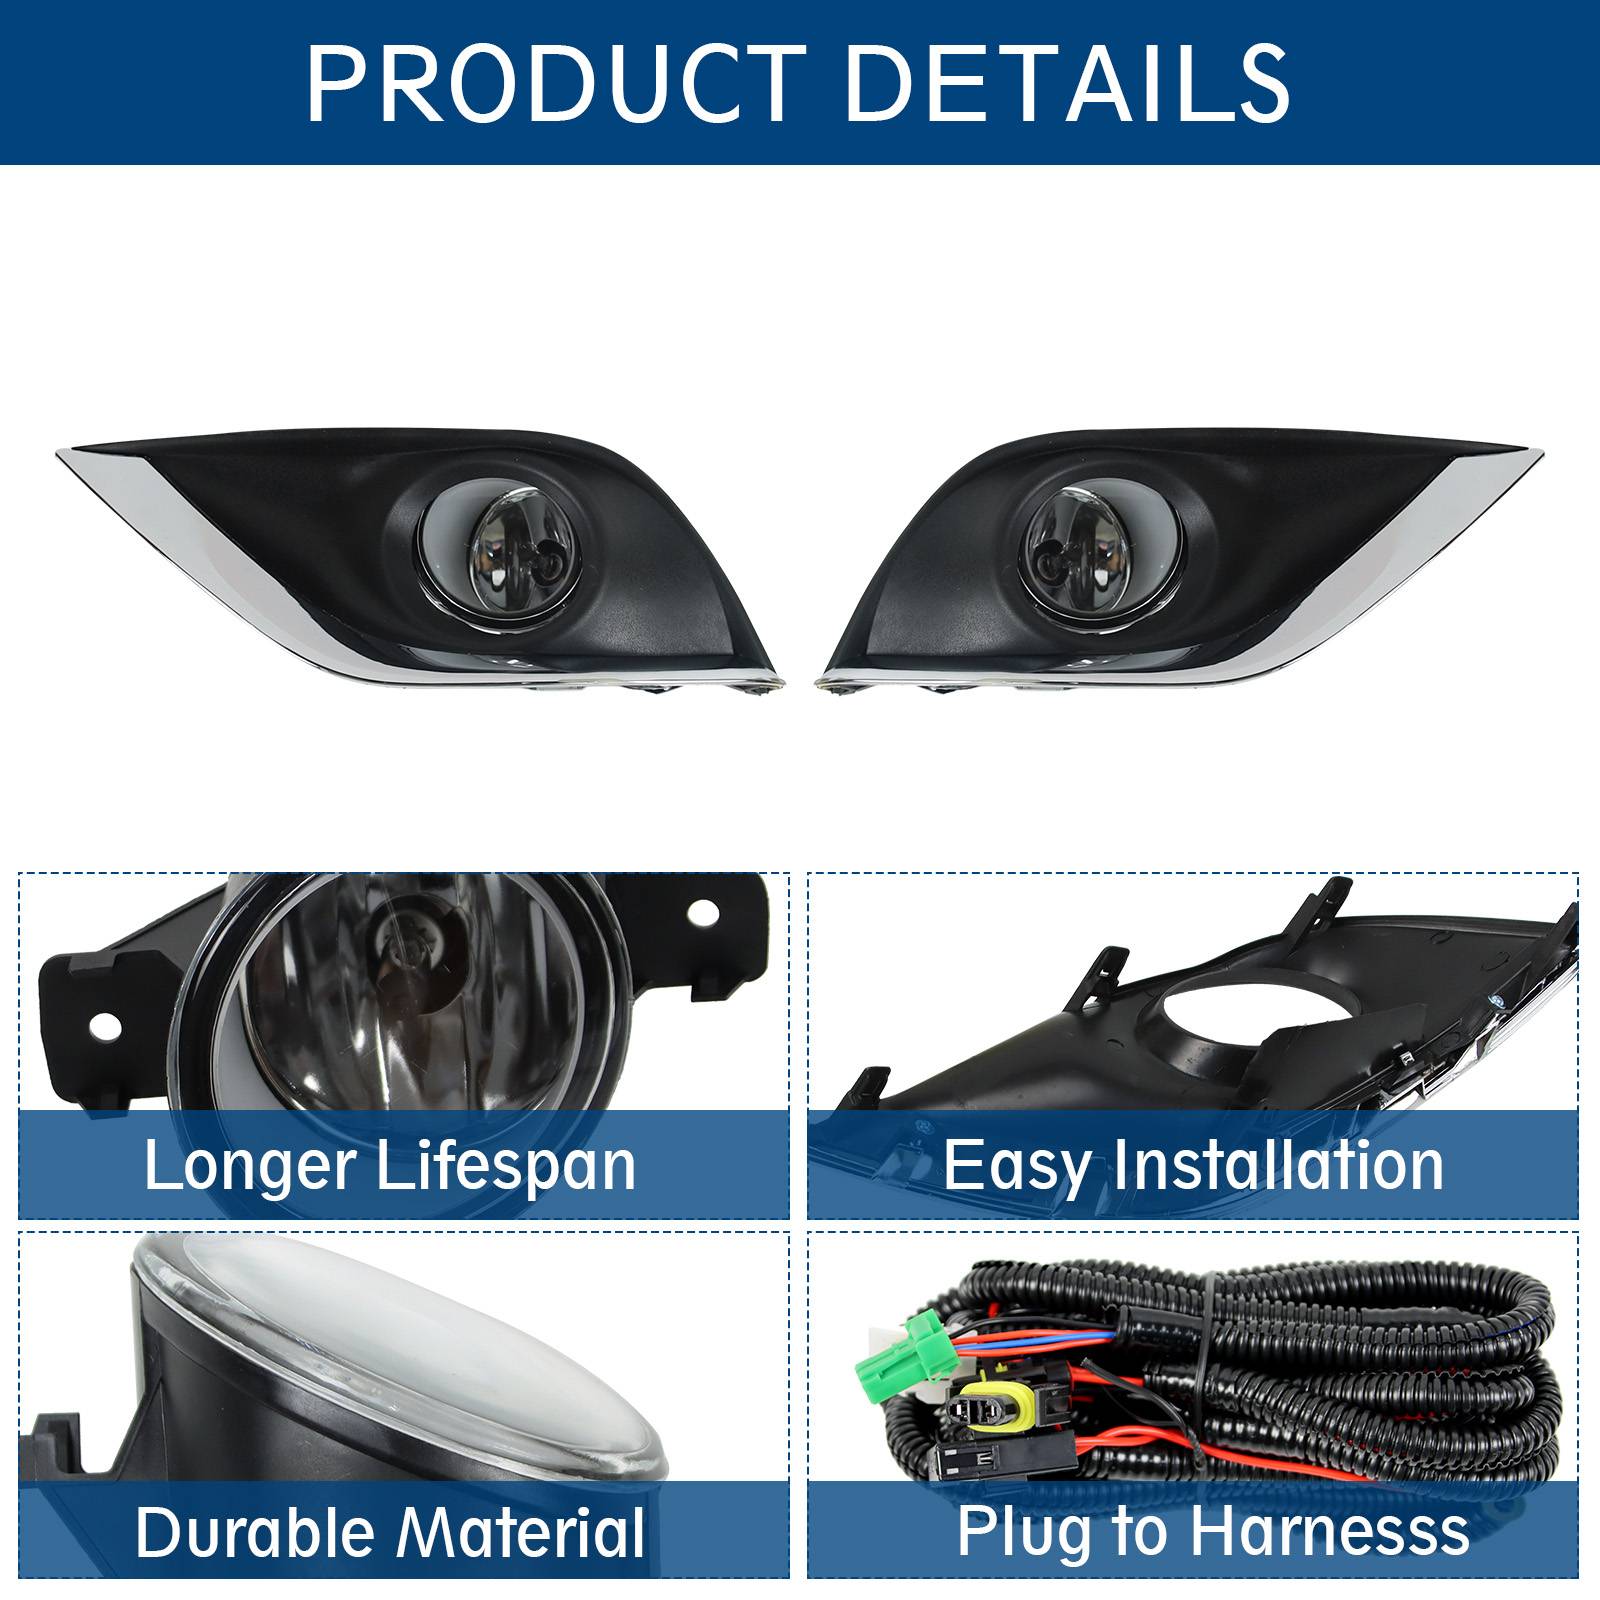 PRODUCT DETAILS
Longer Lifespan
Easy Installation
Durable Material
Plug to Harnesss